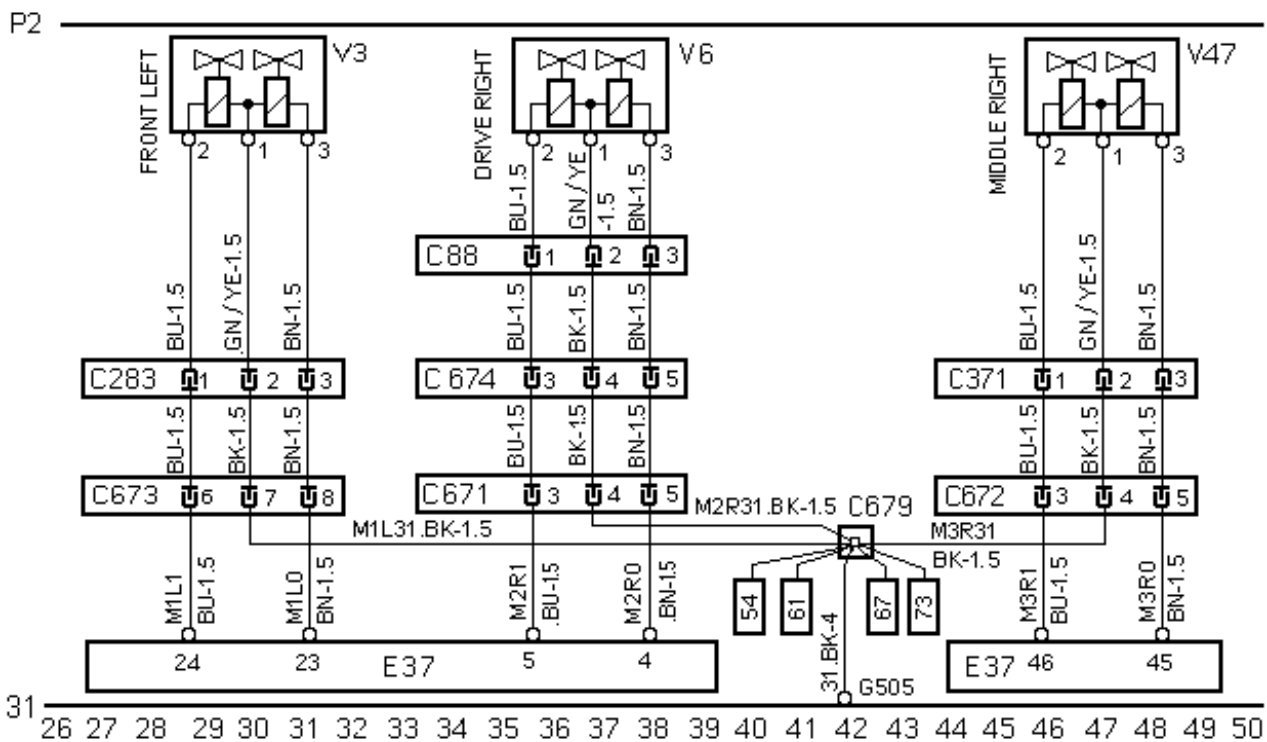 P2
FRONT LEFT
V3
DRIVE RIGHT
V6
MIDDLE RIGHT
V47
2 1 3
2 1 3
2 1 3
BU-1.5
GN/YE
-1.5
BN-1.5
C88 1 2 3
BU-1.5
.GN/YE-1.5
BN-1.5
BU-1.5
BK-1.5
BN-1.5
BU-1.5
GN/YE-1.5
BN-1.5
C283 1 2 3
C674 3 4 5
C371 1 2 3
BU-1.5
BK-1.5
BN-1.5
BU-1.5
BK-1.5
BN-1.5
BU-1.5
BK-1.5
BN-1.5
C673 6 7 8
C671 3 4 5
C672 3 4 5
M2R31.BK-1.5
C679
M1L31.BK-1.5
M3R31
BK-1.5
M1L1
BU-1.5
M1L0
BN-1.5
M2R1
.BU-1.5
M2R0
.BN-1.5
54
61
67
73
M3R1
BU-1.5
M3R0
BN-1.5
31.BK-4
24 23 E37 5 4
E37 46 45
G505
31
26 27 28 29 30 31 32 33 34 35 36 37 38 39 40 41 42 43 44 45 46 47 48 49 50